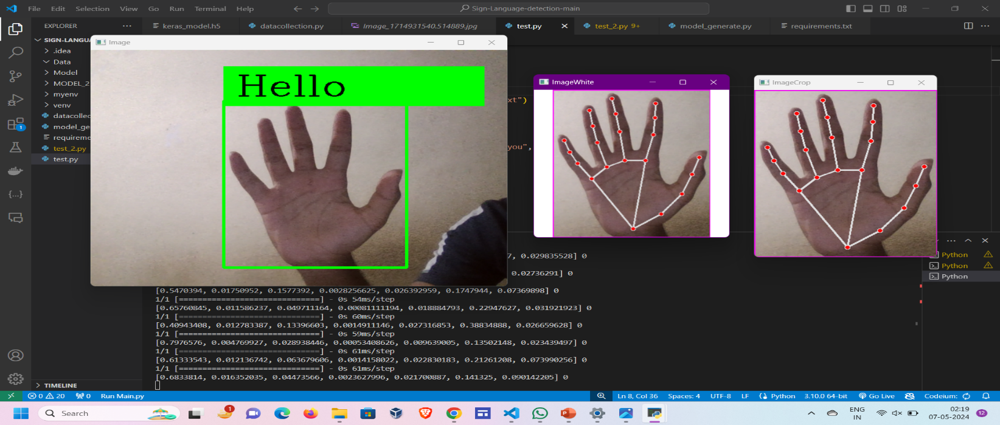 File Edit Selection View Go Run Terminal Help
Sign-Language-detection-main
EXPLORER
keras_model.h5
datacollection.py
Image_1714931540.514889.jpg
test.py
test_2.py 9+
model_generate.py
requirements.txt
SIGN-LANGUA
.idea
Data
Model
MODEL_2
myenv
venv
datacollec
model_ge
requireme
test_2.py
test.py
TIMELINE
1
Image
Hello
xt")
you",
ImageWhite
ImageCrop
7, 0.029835528] 0
0.02736291] 0
[0.5470394, 0.01750952, 0.1577392, 0.0028256625, 0.026392959, 0.1747944, 0.07369898] 0
1/1 [==============================] - 0s 54ms/step
[0.65760845, 0.011586237, 0.049711164, 0.00081111194, 0.018884793, 0.22947627, 0.031921923] 0
1/1 [==============================] - 0s 60ms/step
[0.40943408, 0.012783387, 0.13396603, 0.0014911146, 0.027316853, 0.38834888, 0.026659628] 0
1/1 [==============================] - 0s 59ms/step
[0.7976576, 0.004769927, 0.028938446, 0.00053408626, 0.009639005, 0.13502148, 0.023439497] 0
1/1 [==============================] - 0s 61ms/step
[0.61333543, 0.012136742, 0.063679606, 0.0014158022, 0.022830183, 0.21261208, 0.073990256] 0
1/1 [==============================] - 0s 61ms/step
[0.6833814, 0.016352035, 0.04473566, 0.0023627996, 0.021700887, 0.141325, 0.090142205] 0
Python
Python
Python
0 20 0 Run Main.py
Ln 8, Col 36 Spaces: 4 UTF-8 LF Python 3.10.0 64-bit Go Live Codeium:
Search
1
ENG
IN
02:19
07-05-2024
12